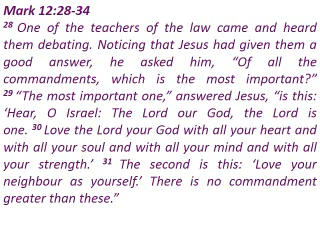 Mark 12:28-34
28 One of the teachers of the law came and heard
them debating. Noticing that Jesus had given them a
good answer, he asked him, “Of all the
commandments, which is the most important?”
29 “The most important one,” answered Jesus, “is this:
‘Hear, O Israel: The Lord our God, the Lord is
one. 30 Love the Lord your God with all your heart and
with all your soul and with all your mind and with all
your strength.’ 31 The second is this: ‘Love your
neighbour as yourself.’ There is no commandment
greater than these.”